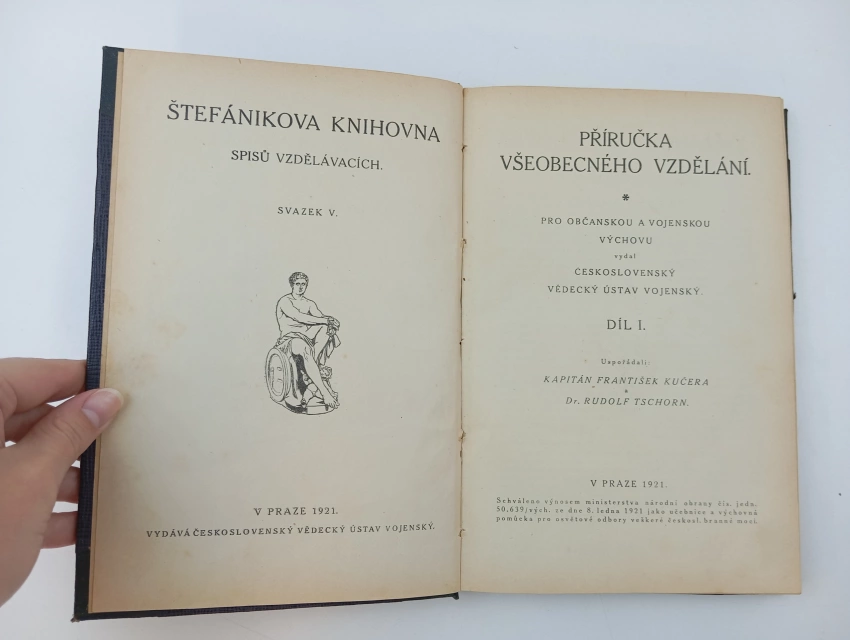 ŠTEFÁNIKOVA KNIHOVNA
SPISŮ VZDĚLÁVACÍCH.
SVAZEK V.
V PRAZE 1921.
VYDÁVÁ ČESKOSLOVENSKÝ VĚDECKÝ ÚSTAV VOJENSKÝ.
PŘÍRUČKA
VŠEOBECNÉHO VZDĚLÁNÍ.
*
PRO OBČANSKOU A VOJENSKOU
VÝCHOVU
vydal
ČESKOSLOVENSKÝ
VĚDECKÝ ÚSTAV VOJENSKÝ.
DÍL I.
Uspořádali:
KAPITÁN FRANTIŠEK KUČERA
*
Dr. RUDOLF TSCHORN.
V PRAZE 1921.
Schváleno výnosem ministerstva národní obrany čís. jedn.
50.639/vých. ze dne 8. ledna 1921 jako učebnice a výchovná
pomůcka pro osvětové odbory veškeré českosl. branné moci.